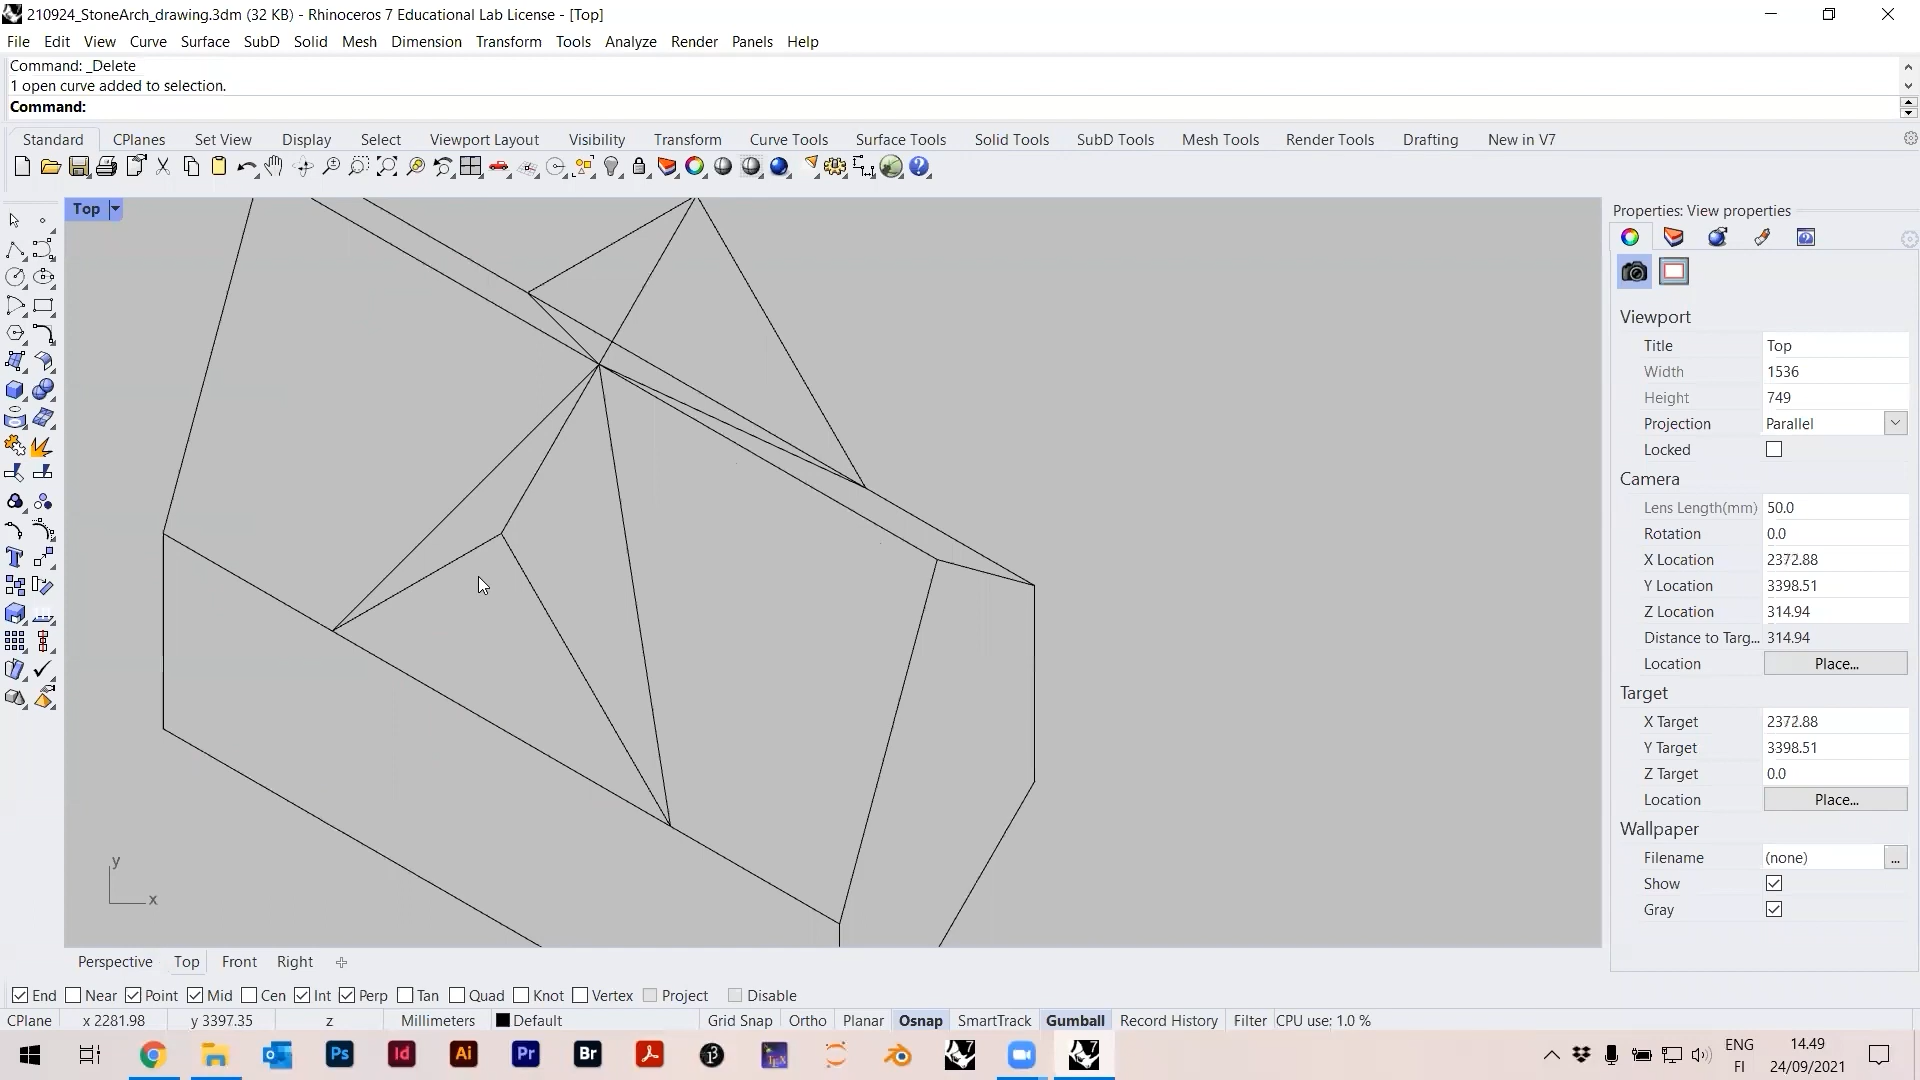 210924_StoneArch_drawing.3dm (32 KB) - Rhinoceros 7 Educational Lab License - [Top]
File Edit View Curve Surface SubD Solid Mesh Dimension Transform Tools Analyze Render Panels Help
Command: _Delete
1 open curve added to selection.
Command:
Standard CPlanes Set View Display Select Viewport Layout Visibility Transform Curve Tools Surface Tools Solid Tools SubD Tools Mesh Tools Render Tools Drafting New in V7
Top
Properties: View properties
Viewport
Title Top
Width 1536
Height 749
Projection Parallel
Locked
Camera
Lens Length(mm) 50.0
Rotation 0.0
X Location 2372.88
Y Location 3398.51
Z Location 314.94
Distance to Targ... 314.94
Location Place...
Target
X Target 2372.88
Y Target 3398.51
Z Target 0.0
Location Place...
Wallpaper
Filename (none) ...
Show
Gray
y
x
Perspective Top Front Right
End Near Point Mid Cen Int Perp Tan Quad Knot Vertex Project Disable
CPlane x 2281.98 y 3397.35 z Millimeters Default Grid Snap Ortho Planar Osnap SmartTrack Gumball Record History Filter CPU use: 1.0 %
Ps Id Ai Pr Br 7 7
ENG 14.49
FI 24/09/2021